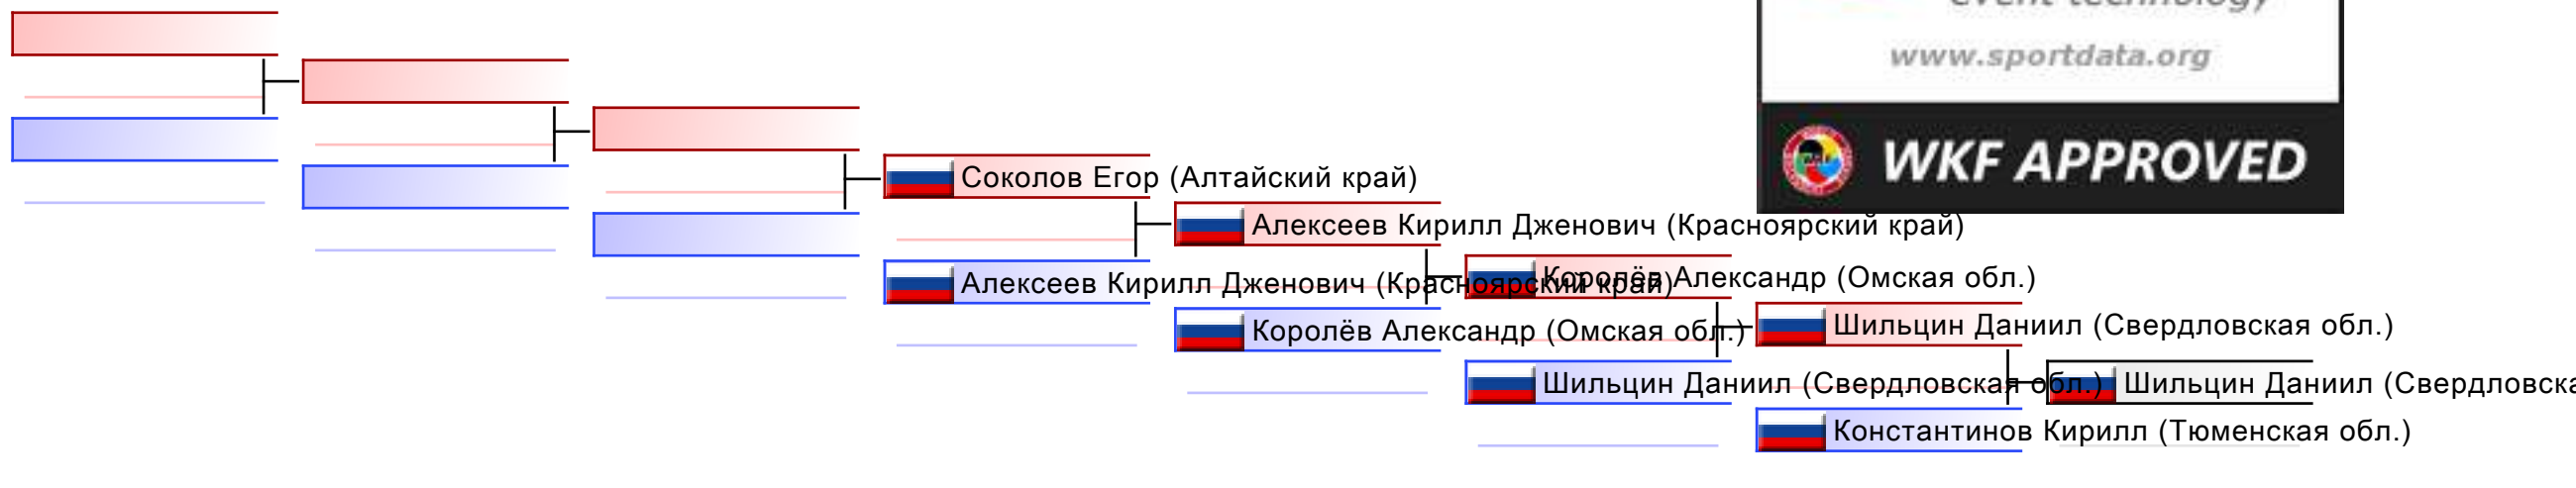 event technology
www.sportdata.org
WKF APPROVED
Соколов Егор (Алтайский край)
Алексеев Кирилл Дженович (Красноярский край)
Королёв Александр (Омская обл.)
Алексеев Кирилл Дженович (Красноярский край)
Шильцин Даниил (Свердловская обл.)
Королёв Александр (Омская обл.)
Шильцин Даниил (Свердловская обл.)
Шильцин Даниил (Свердловска
Константинов Кирилл (Тюменская обл.)